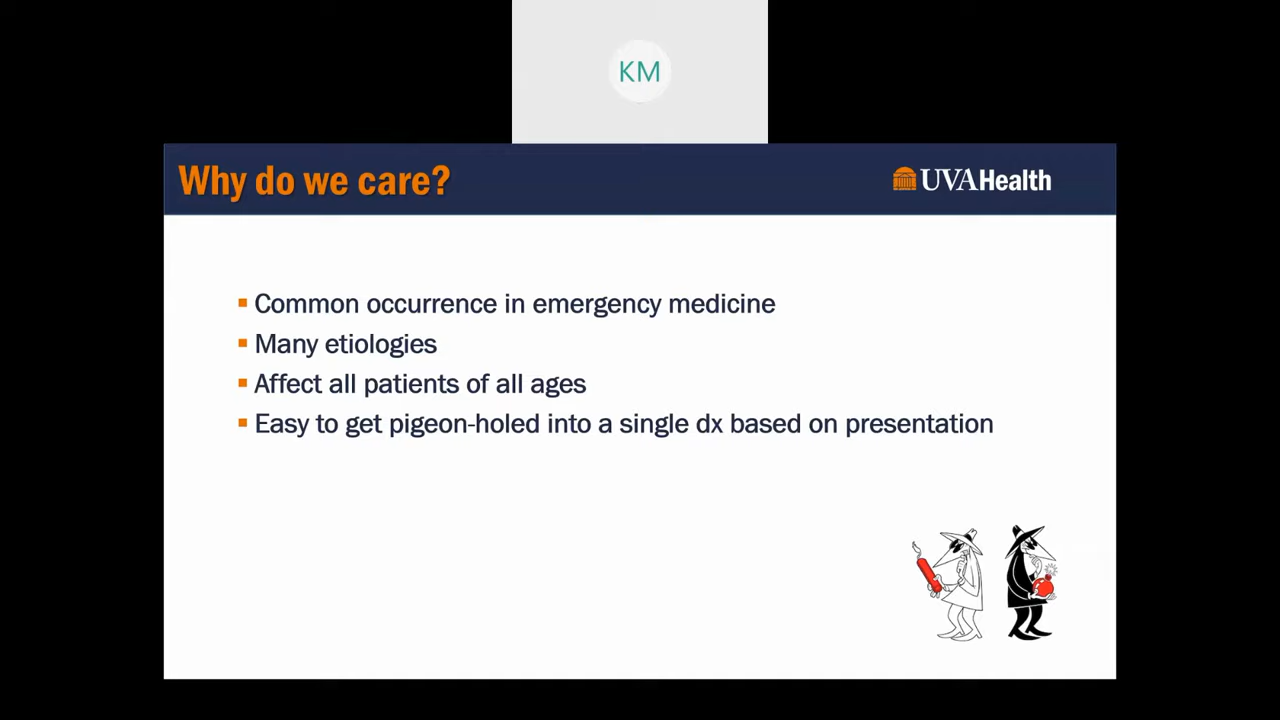 KM
Why do we care?
UVAHealth
Common occurrence in emergency medicine
Many etiologies
Affect all patients of all ages
Easy to get pigeon-holed into a single dx based on presentation